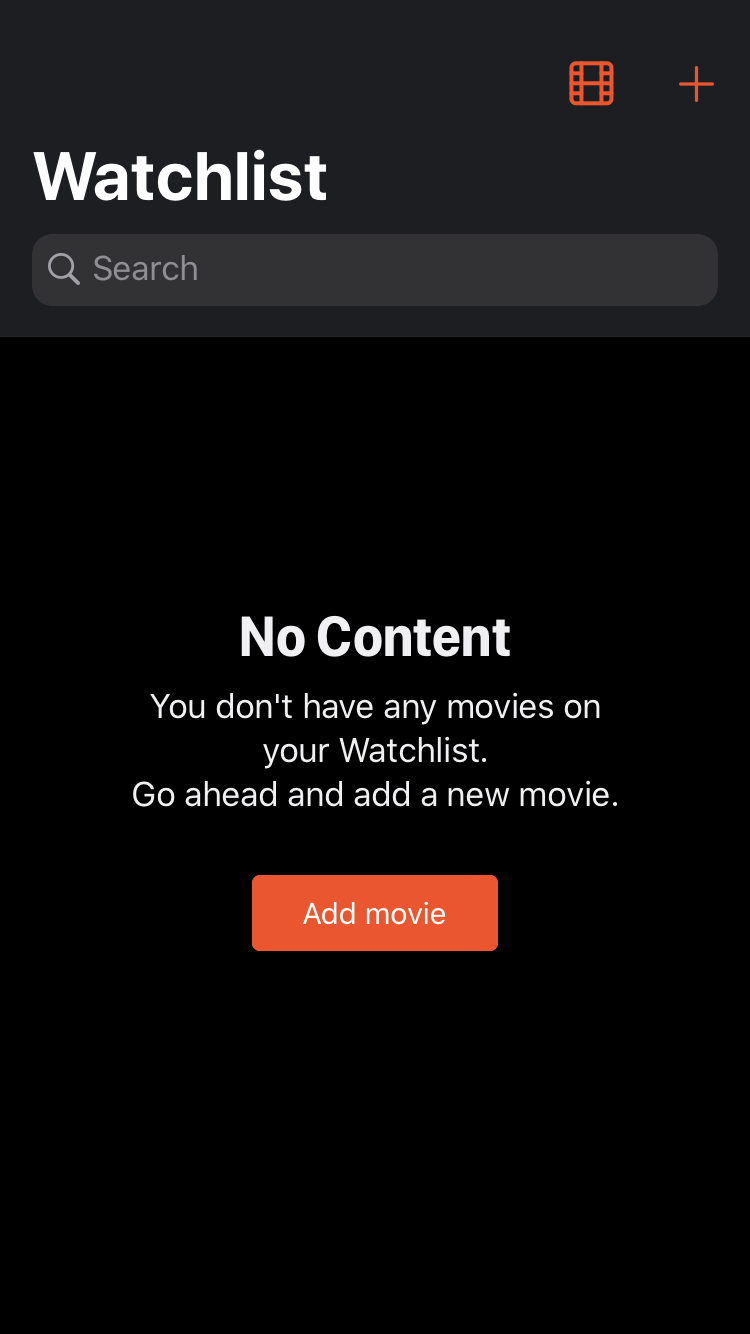 Watchlist
Search
No Content
You don't have any movies on
your Watchlist.
Go ahead and add a new movie.
Add movie